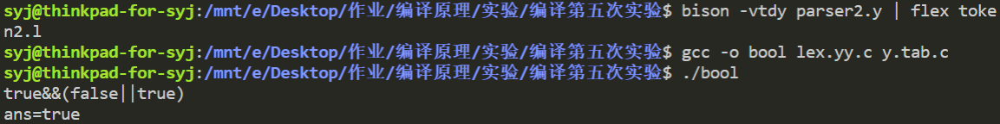 syj@thinkpad-for-syj:/mnt/e/Desktop/作业/编译原理/实验/编译第五次实验$ bison -vtdy parser2.y | flex toke
n2.l
syj@thinkpad-for-syj:/mnt/e/Desktop/作业/编译原理/实验/编译第五次实验$ gcc -o bool lex.yy.c y.tab.c
syj@thinkpad-for-syj:/mnt/e/Desktop/作业/编译原理/实验/编译第五次实验$ ./bool
true&&(false||true)
ans=true